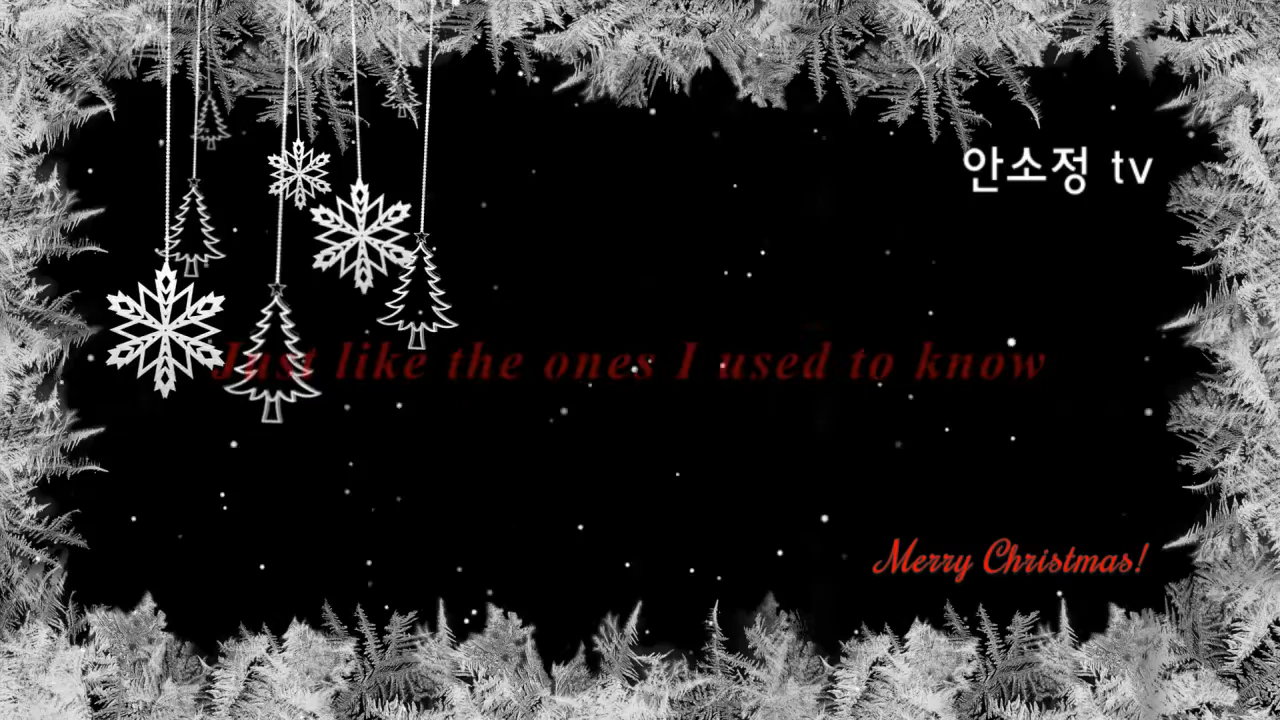 안소정 tv
Just like the ones I used to know
Merry Christmas!